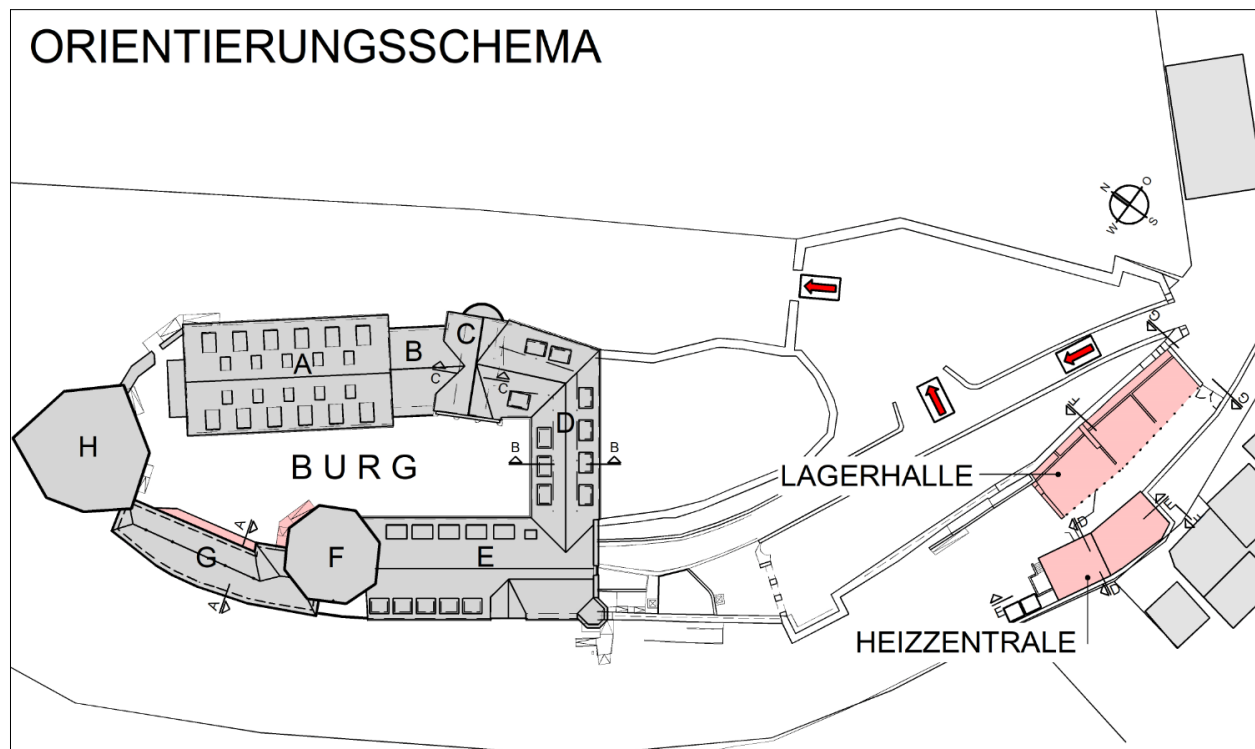 ORIENTIERUNGSSCHEMA
N
O
W
S
A
B
C
C
C
D
B
B
BURG
H
G
A
A
F
E
G
G
F
LAGERHALLE
E
F
D
D
HEIZZENTRALE